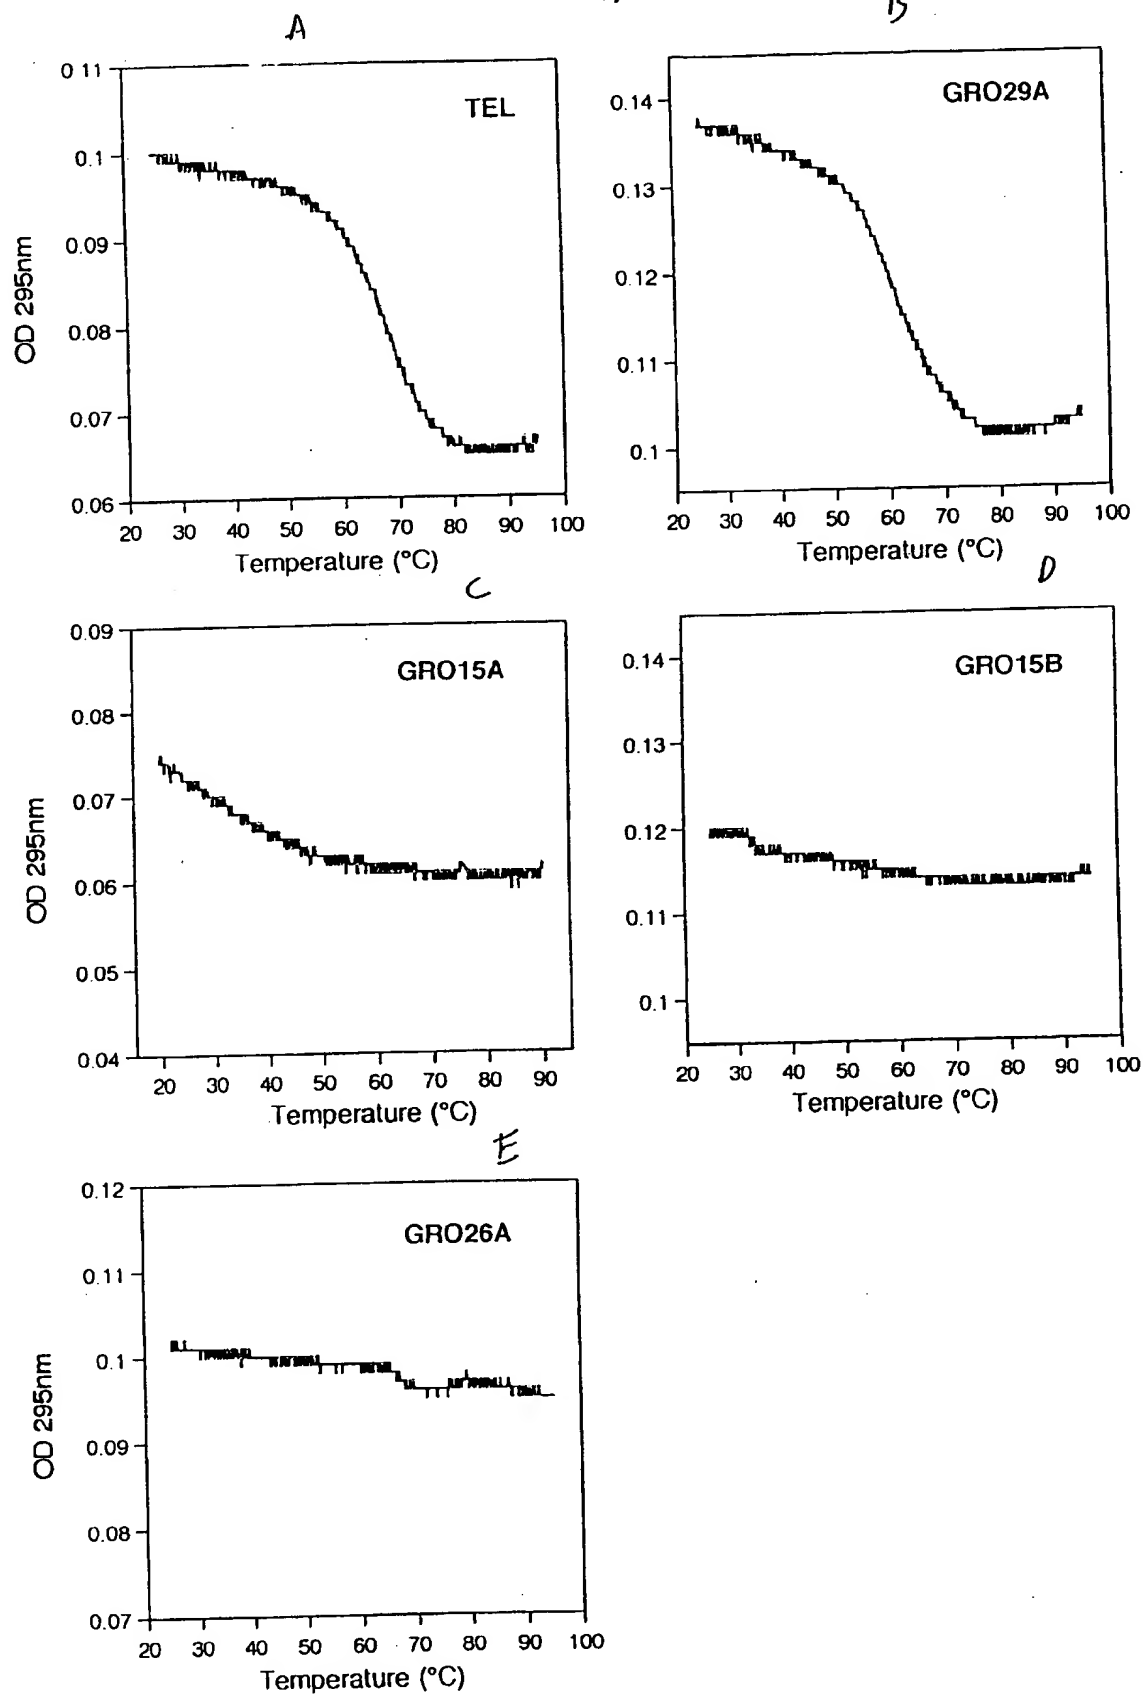 A
0.11
TEL
0.1
0.09
0.08
0.07
0.06
OD 295nm
20 30 40 50 60 70 80 90 100
Temperature (°C)
B
GRO29A
0.14
0.13
0.12
0.11
0.1
20 30 40 50 60 70 80 90 100
Temperature (°C)
C
0.09
GRO15A
0.08
0.07
0.06
0.05
0.04
OD 295nm
20 30 40 50 60 70 80 90
Temperature (°C)
D
GRO15B
0.14
0.13
0.12
0.11
0.1
20 30 40 50 60 70 80 90 100
Temperature (°C)
E
0.12
GRO26A
0.11
0.1
0.09
0.08
0.07
OD 295nm
20 30 40 50 60 70 80 90 100
Temperature (°C)